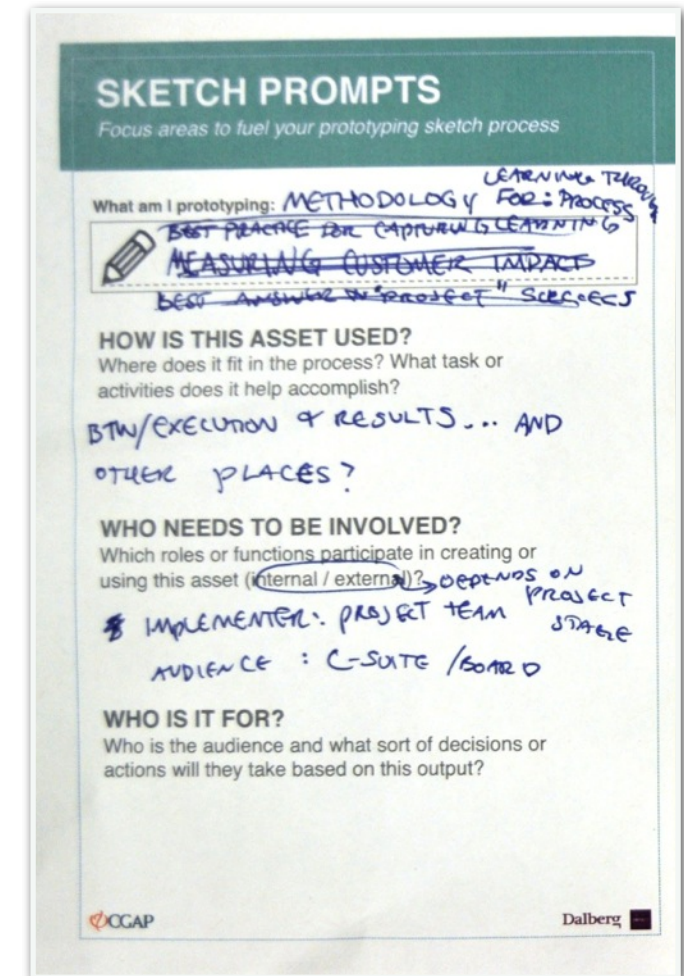 SKETCH PROMPTS
Focus areas to fuel your prototyping sketch process
LEARNING THROUGH
What am I prototyping: METHODOLOGY FOR: PROCESS
BEST PRACTICE FOR CAPTURING LEARNING
MEASURING CUSTOMER IMPACT
BEST ANSWER IN "PROJECT"
HOW IS THIS ASSET USED?
Where does it fit in the process? What task or
activities does it help accomplish?
BTW/EXECUTION & RESULTS... AND
OTHER PLACES?
WHO NEEDS TO BE INVOLVED?
Which roles or functions participate in creating or
using this asset (internal / external)? DEPENDS ON
PROJECT
IMPLEMENTER: PROJECT TEAM STAGE
AUDIENCE : C-SUITE / BOARD
WHO IS IT FOR?
Who is the audience and what sort of decisions or
actions will they take based on this output?
CGAP Dalberg